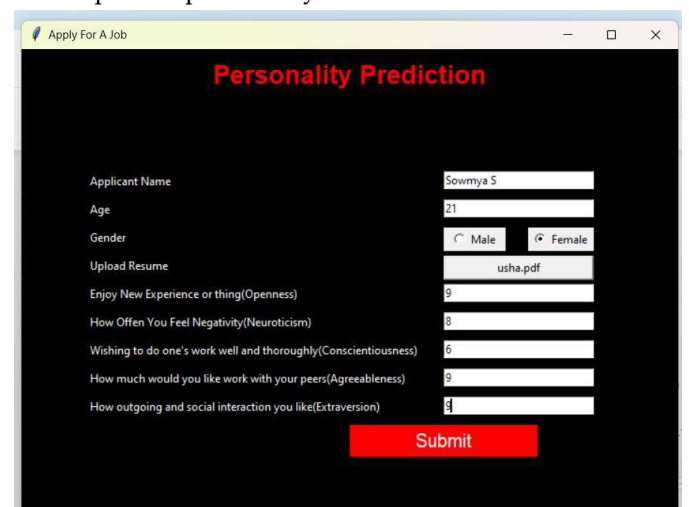 Apply For A Job
Personality Prediction
Applicant Name Sowmya S
Age 21
Gender Male Female
Upload Resume usha.pdf
Enjoy New Experience or thing(Openness) 9
How Offen You Feel Negativity(Neuroticism) 8
Wishing to do one's work well and thoroughly(Conscientiousness) 6
How much would you like work with your peers(Agreeableness) 9
How outgoing and social interaction you like(Extraversion) 9
Submit